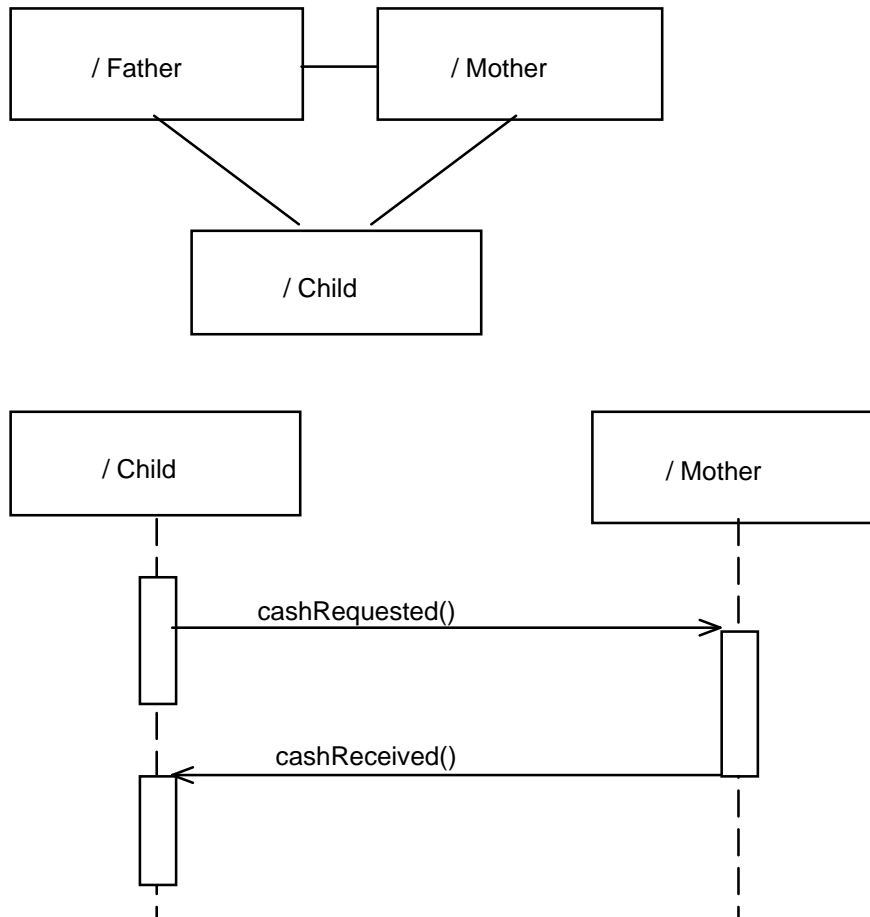 / Father
/ Mother
/ Child
/ Child
/ Mother
cashRequested()
cashReceived()